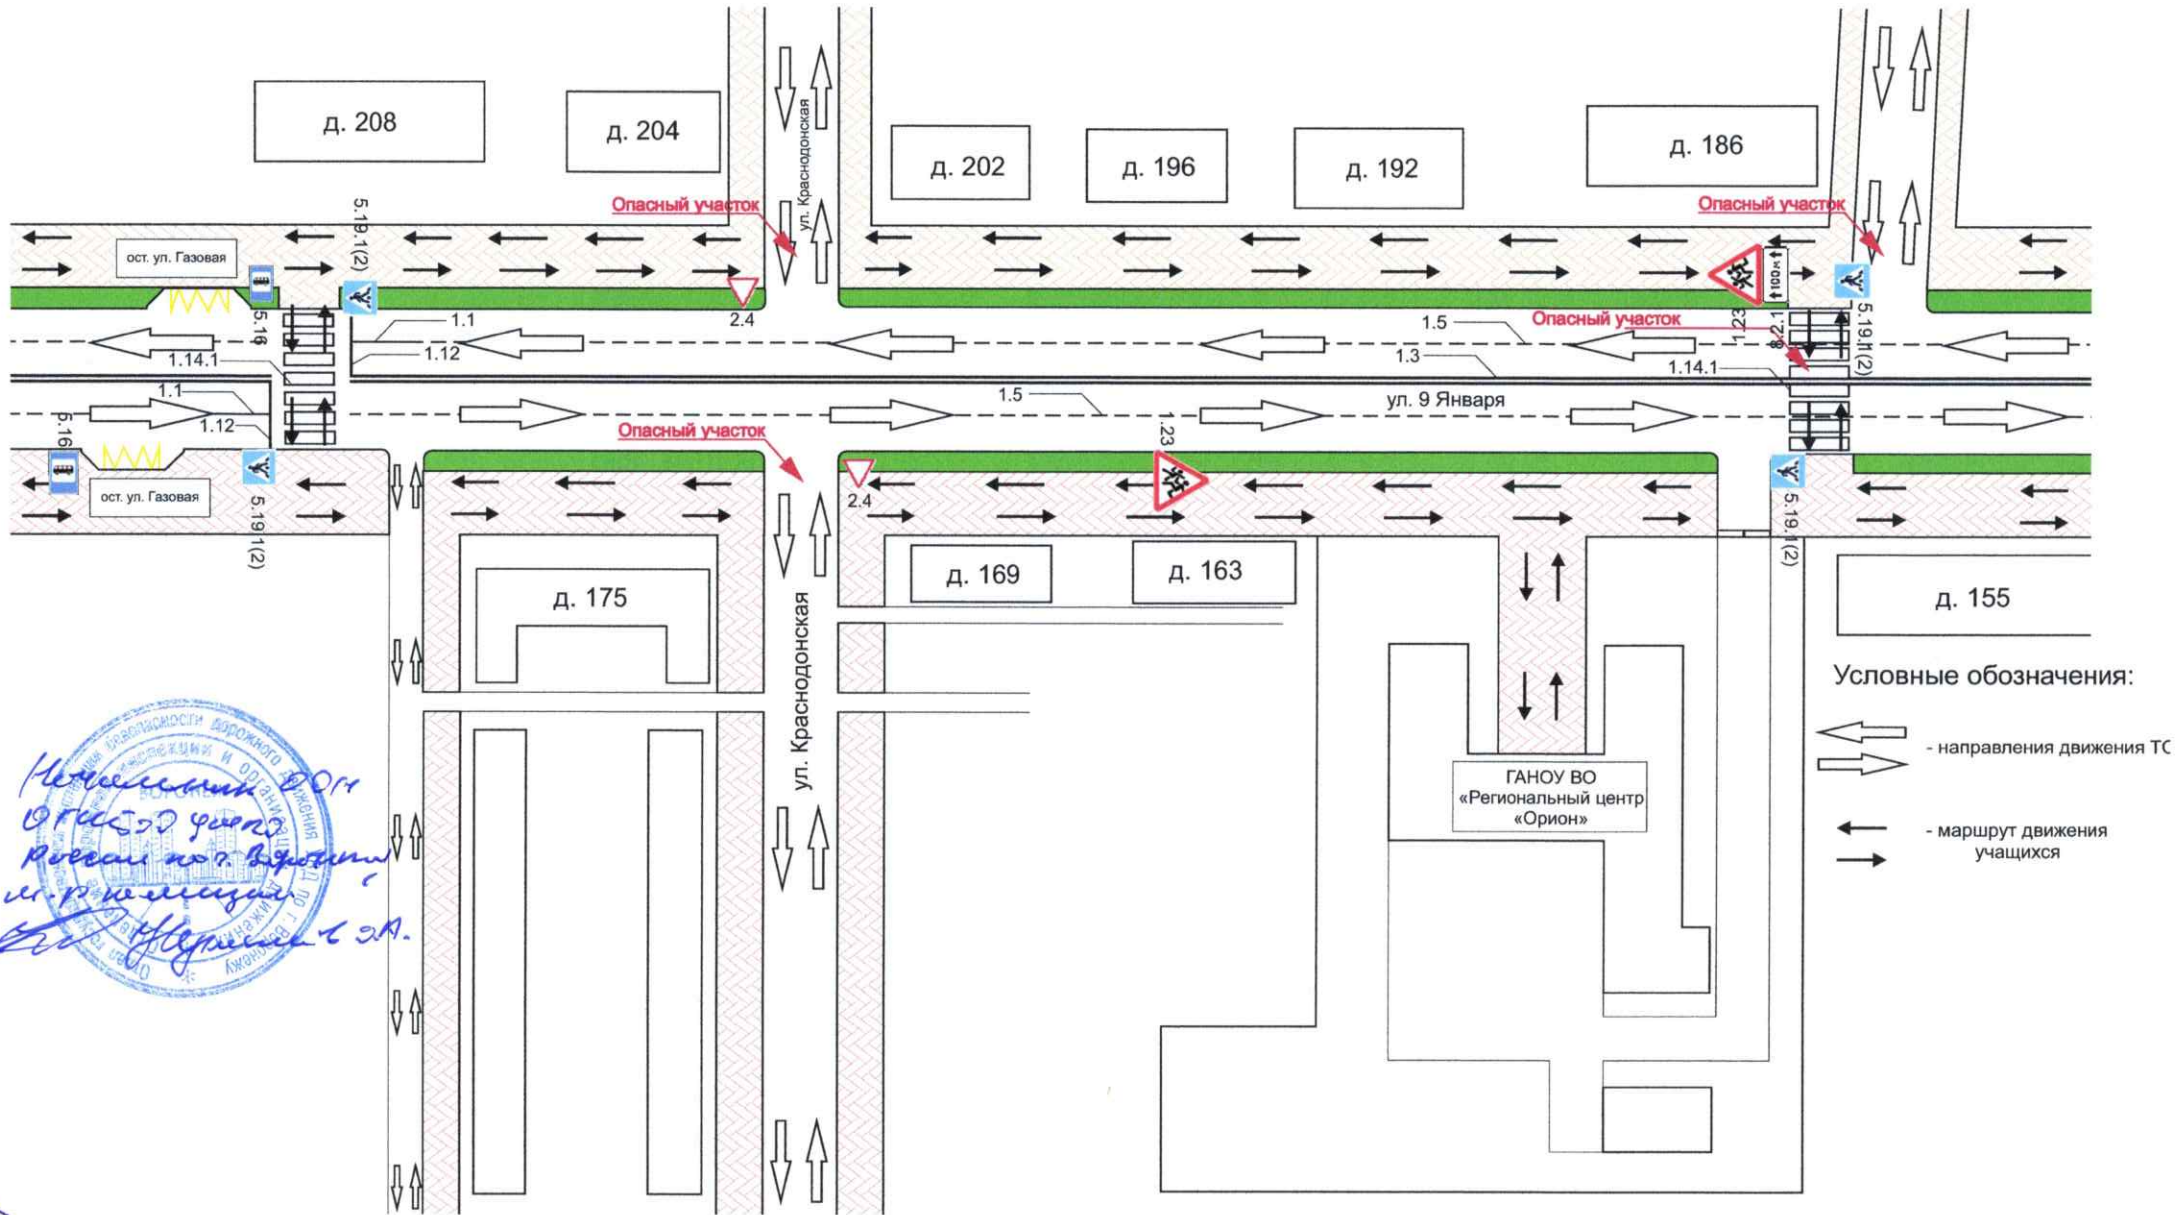 д. 208
д. 204
ул. Краснодонская
д. 202
д. 196
д. 192
д. 186
Опасный участок
Опасный участок
5.19.1(2)
ост. ул. Газовая
5.16
1.1
1.12
1.14.1
2.4
1.5
1.3
Опасный участок
1.23
100 м
8.2.1
5.19.1(2)
1.14.1
1.1
1.12
5.16
ост. ул. Газовая
5.19.1(2)
Опасный участок
1.5
ул. 9 Января
2.4
1.23
5.19.1(2)
д. 175
ул. Краснодонская
д. 169
д. 163
д. 155
Условные обозначения:
- направления движения ТС
- маршрут движения
учащихся
ГАНОУ ВО
«Региональный центр
«Орион»